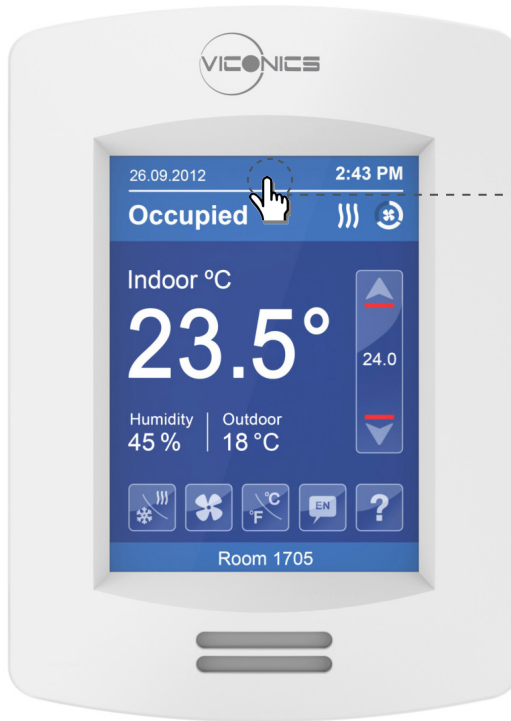 VICONICS
26.09.2012 2:43 PM
Occupied
Indoor ºC
23.5°
24.0
Humidity Outdoor
45 % 18 °C
°C
°F
EN
?
Room 1705